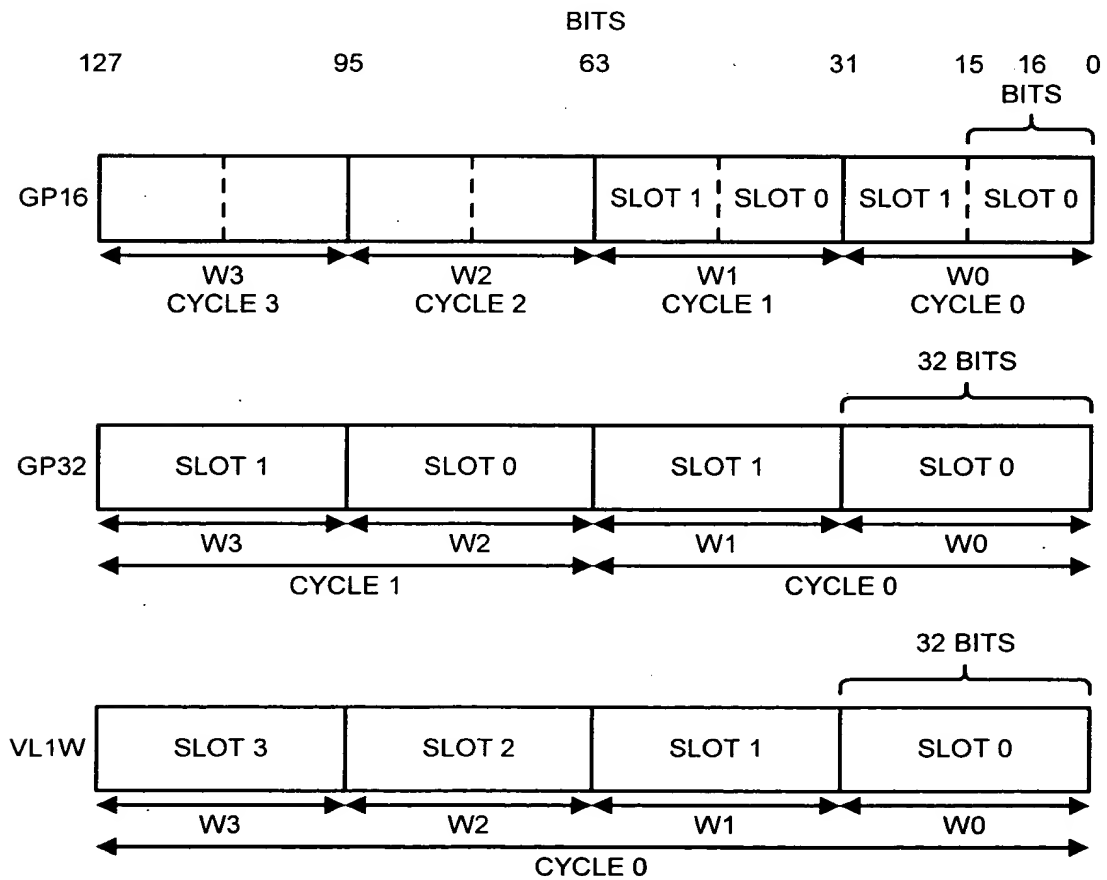 BITS
127 95 63 31 15 16 0
BITS
GP16 SLOT 1 SLOT 0 SLOT 1 SLOT 0
W3 W2 W1 W0
CYCLE 3 CYCLE 2 CYCLE 1 CYCLE 0
32 BITS
GP32 SLOT 1 SLOT 0 SLOT 1 SLOT 0
W3 W2 W1 W0
CYCLE 1 CYCLE 0
32 BITS
VL1W SLOT 3 SLOT 2 SLOT 1 SLOT 0
W3 W2 W1 W0
CYCLE 0